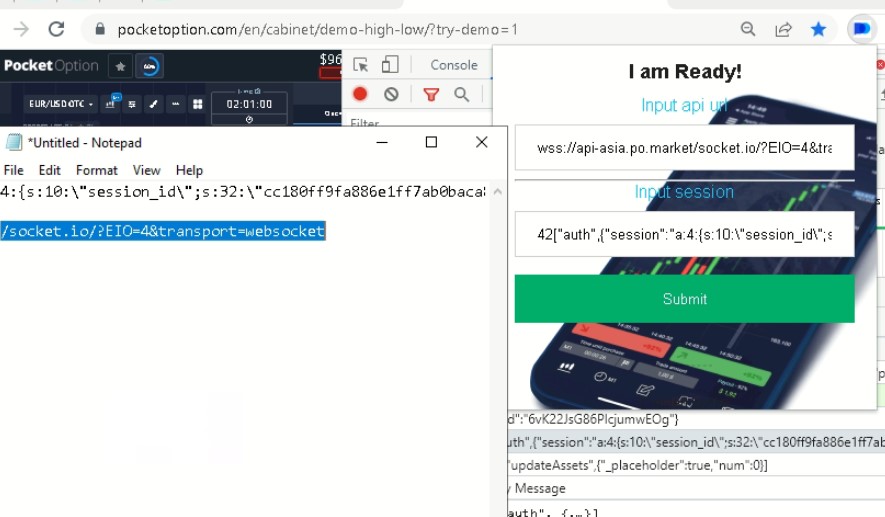 pocketoption.com/en/cabinet/demo-high-low/?try-demo=1
PocketOption
$96
Console
EUR/USD OTC
02:01:00
Filter
I am Ready!
Input api url
wss://api-asia.po.market/socket.io/?EIO=4&tra
Input session
42["auth",{"session":"a:4:{s:10:\"session_id\";s
Submit
*Untitled - Notepad
File Edit Format View Help
4:{s:10:\"session_id\";s:32:\"cc180ff9fa886e1ff7ab0baca8
/socket.io/?EIO=4&transport=websocket
d":"6vK22JsG86PlcjumwEOg"}
uth",{"session":"a:4:{s:10:\"session_id\";s:32:\"cc180ff9fa886e1ff7ab
"updateAssets",{"_placeholder":true,"num":0}]
Message
auth", {,…}]